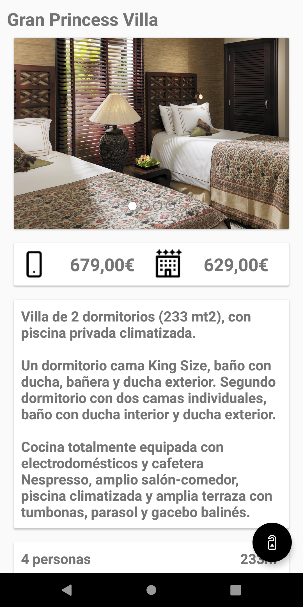 Gran Princess Villa
679,00€ 629,00€
Villa de 2 dormitorios (233 mt2), con
piscina privada climatizada.
Un dormitorio cama King Size, baño con
ducha, bañera y ducha exterior. Segundo
dormitorio con dos camas individuales,
baño con ducha interior y ducha exterior.
Cocina totalmente equipada con
electrodomésticos y cafetera
Nespresso, amplio salón-comedor,
piscina climatizada y amplia terraza con
tumbonas, parasol y gacebo balinés.
4 personas